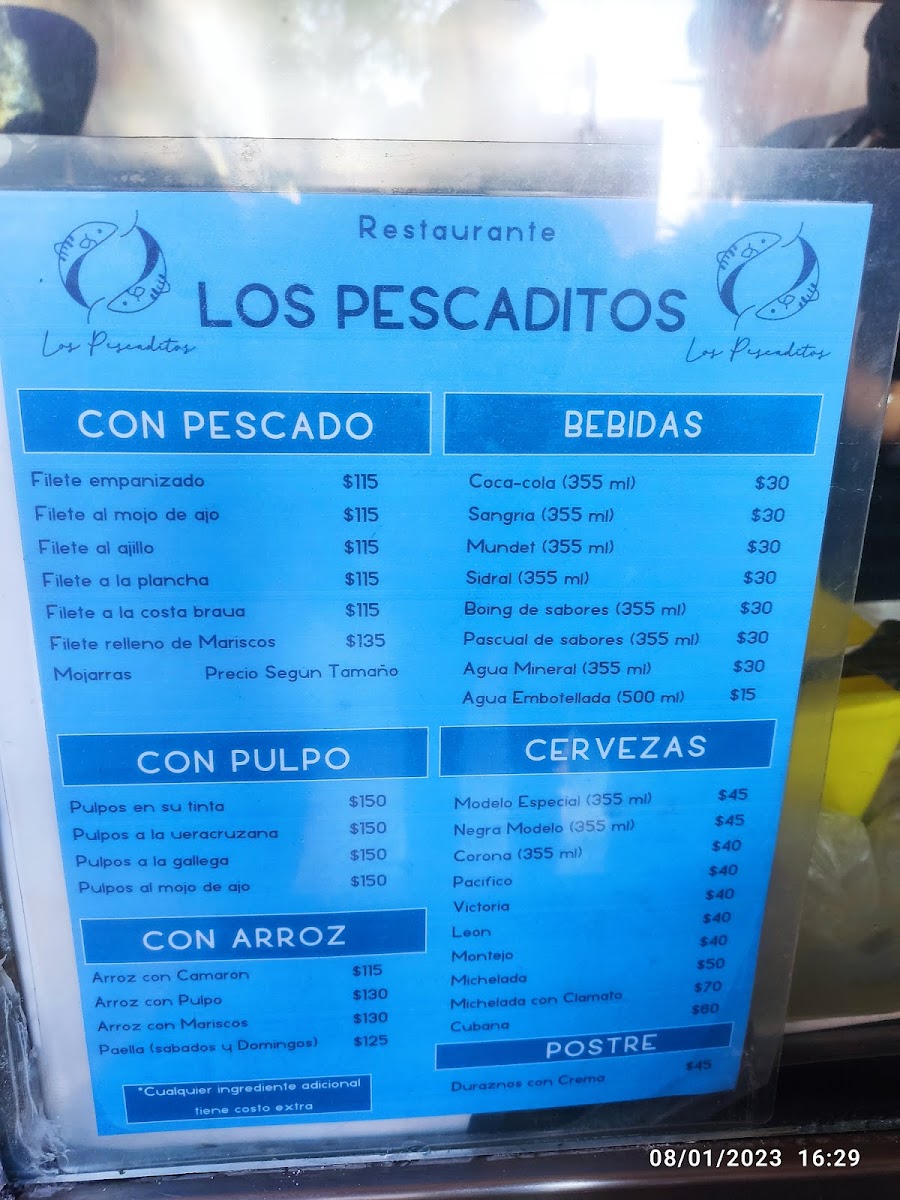 Restaurante
LOS PESCADITOS
Los Pescaditos
Los Pescaditos
CON PESCADO
Filete empanizado $115
Filete al mojo de ajo $115
Filete al ajillo $115
Filete a la plancha $115
Filete a la costa brava $115
Filete relleno de Mariscos $135
Mojarras Precio Según Tamaño
CON PULPO
Pulpos en su tinta $150
Pulpos a la veracruzana $150
Pulpos a la gallega $150
Pulpos al mojo de ajo $150
CON ARROZ
Arroz con Camaron $115
Arroz con Pulpo $130
Arroz con Mariscos $130
Paella (sabados y Domingos) $125
*Cualquier ingrediente adicional
tiene costo extra
BEBIDAS
Coca-cola (355 ml) $30
Sangria (355 ml) $30
Mundet (355 ml) $30
Sidral (355 ml) $30
Boing de sabores (355 ml) $30
Pascual de sabores (355 ml) $30
Agua Mineral (355 ml) $30
Agua Embotellada (500 ml) $15
CERVEZAS
Modelo Especial (355 ml) $45
Negra Modelo (355 ml) $45
Corona (355 ml) $40
Pacifico $40
Victoria $40
Leon $40
Montejo $40
Michelada $50
Michelada con Clamato $70
Cubana $60
POSTRE
Duraznos con Crema $45
08/01/2023 16:29